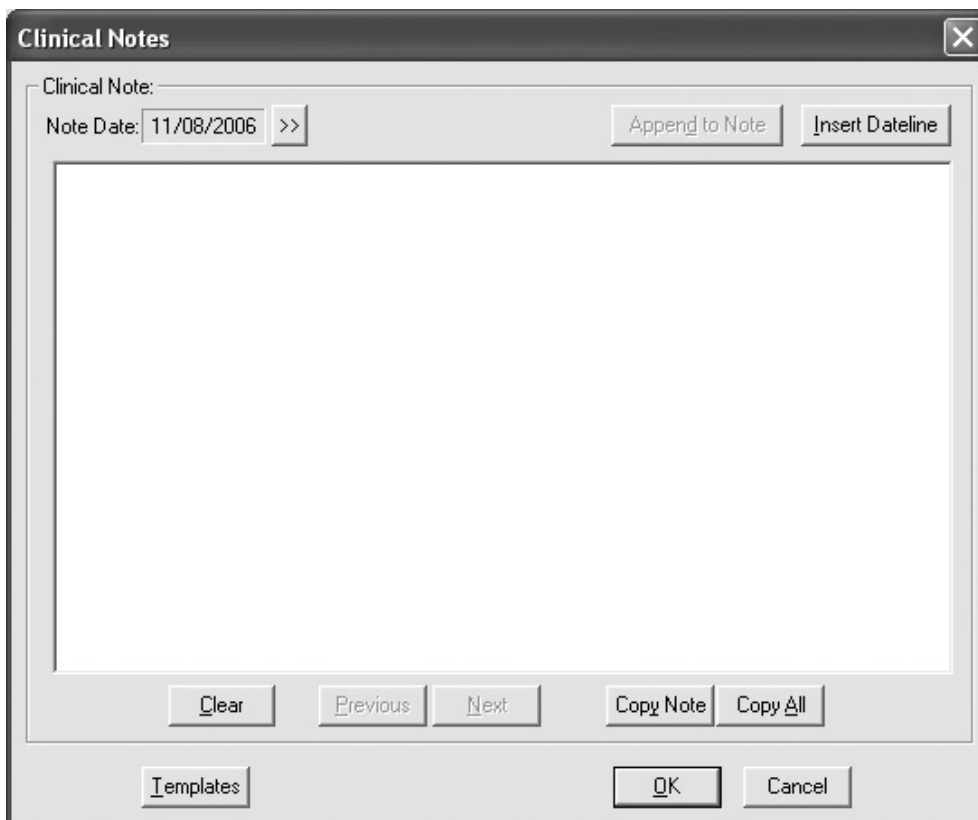 Clinical Notes
Clinical Note:
Note Date: 11/08/2006 >> Append to Note Insert Dateline
Clear Previous Next Copy Note Copy All
Templates OK Cancel